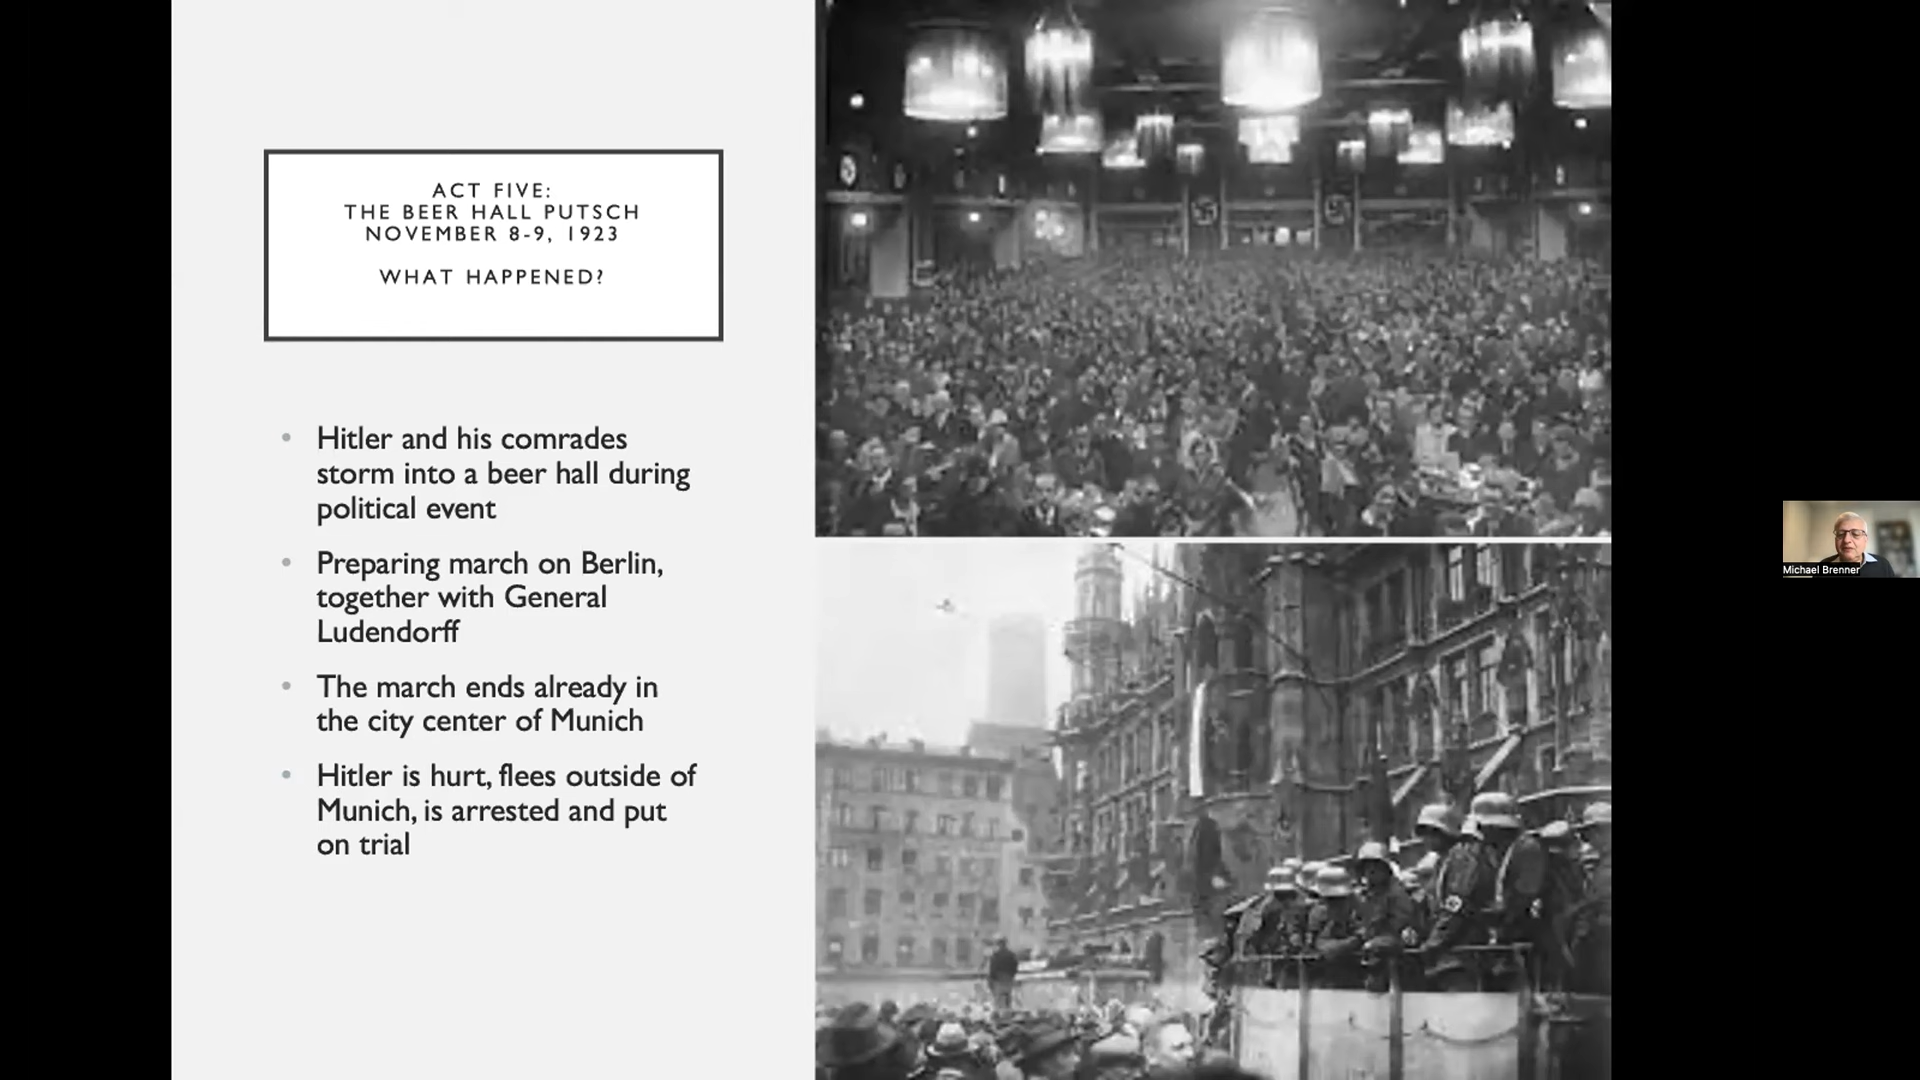 ACT FIVE:
THE BEER HALL PUTSCH
NOVEMBER 8-9, 1923
WHAT HAPPENED?
• Hitler and his comrades
storm into a beer hall during
political event
• Preparing march on Berlin,
together with General
Ludendorff
• The march ends already in
the city center of Munich
• Hitler is hurt, flees outside of
Munich, is arrested and put
on trial
Michael Brenner